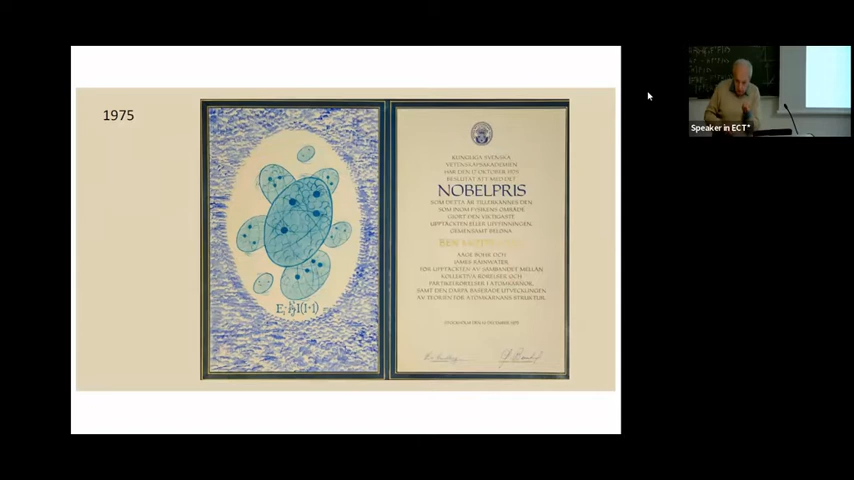 1975
KUNGLIGA SVENSKA
VETENSKAPSAKADEMIEN
HAR DEN 17 OKTOBER 1975
BESLUTAT ATT MED DET
NOBELPRIS
SOM DETTA ÅR TILLERKÄNNES DEN
SOM INOM FYSIKENS OMRÅDE
GJORT DEN VIKTIGASTE
UPPTÄCKTEN ELLER UPPFINNINGEN
GEMENSAMT BELÖNA
BEN
AAGE BOHR OCH
JAMES RAINWATER
FÖR UPPTÄCKTEN AV SAMBANDET MELLAN
KOLLEKTIVA RÖRELSER OCH
PARTIKELRÖRELSER I ATOMKÄRNOR,
SAMT DEN DÄRPÅ BASERADE UTVECKLINGEN
AV TEORIEN FÖR ATOMKÄRNANS STRUKTUR.
STOCKHOLM DEN 10 DECEMBER 1975
Speaker in ECT*